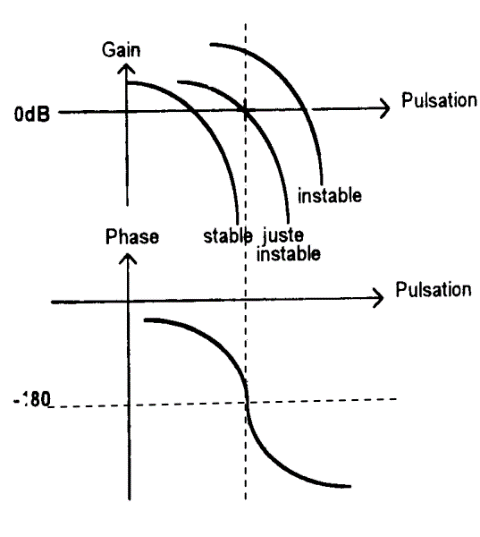 Gain
Pulsation
0dB
instable
Phase
stable juste
instable
Pulsation
-180